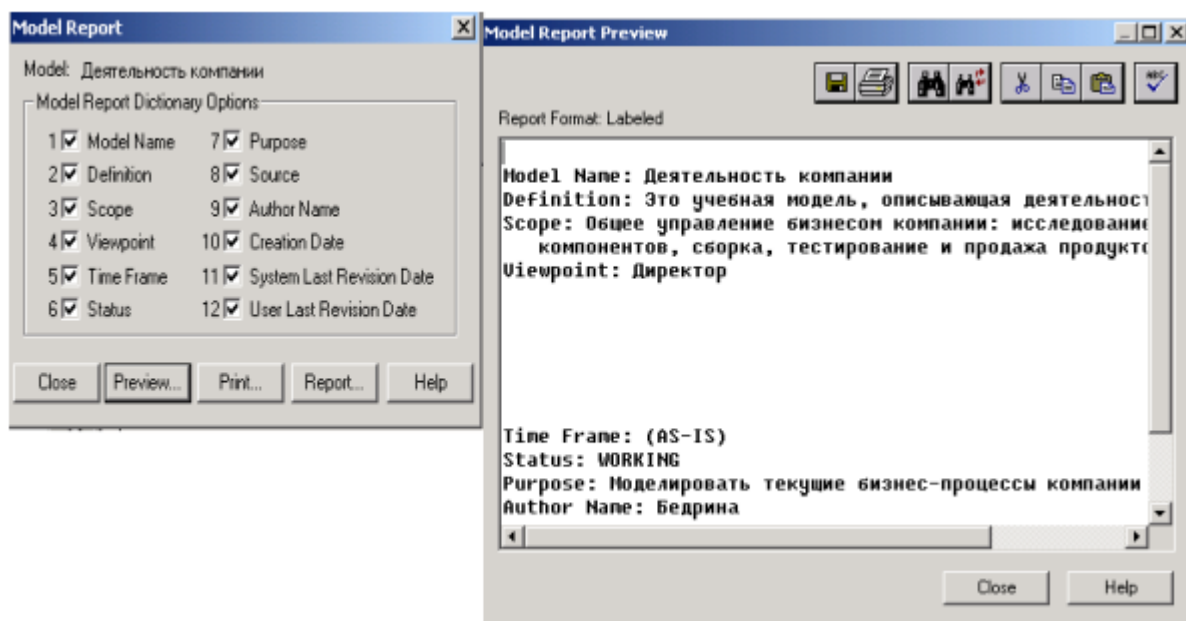 Model Report
Model: Деятельность компании
Model Report Dictionary Options
1 Model Name
2 Definition
3 Scope
4 Viewpoint
5 Time Frame
6 Status
7 Purpose
8 Source
9 Author Name
10 Creation Date
11 System Last Revision Date
12 User Last Revision Date
Close Preview... Print... Report... Help
Model Report Preview
ABC
Report Format: Labeled
Model Name: Деятельность компании
Definition: Это учебная модель, описывающая деятельност
Scope: Общее управление бизнесом компании: исследование
компонентов, сборка, тестирование и продажа продукто
Viewpoint: Директор
Time Frame: (AS-IS)
Status: WORKING
Purpose: Моделировать текущие бизнес-процессы компании
Author Name: Бедрина
Close Help